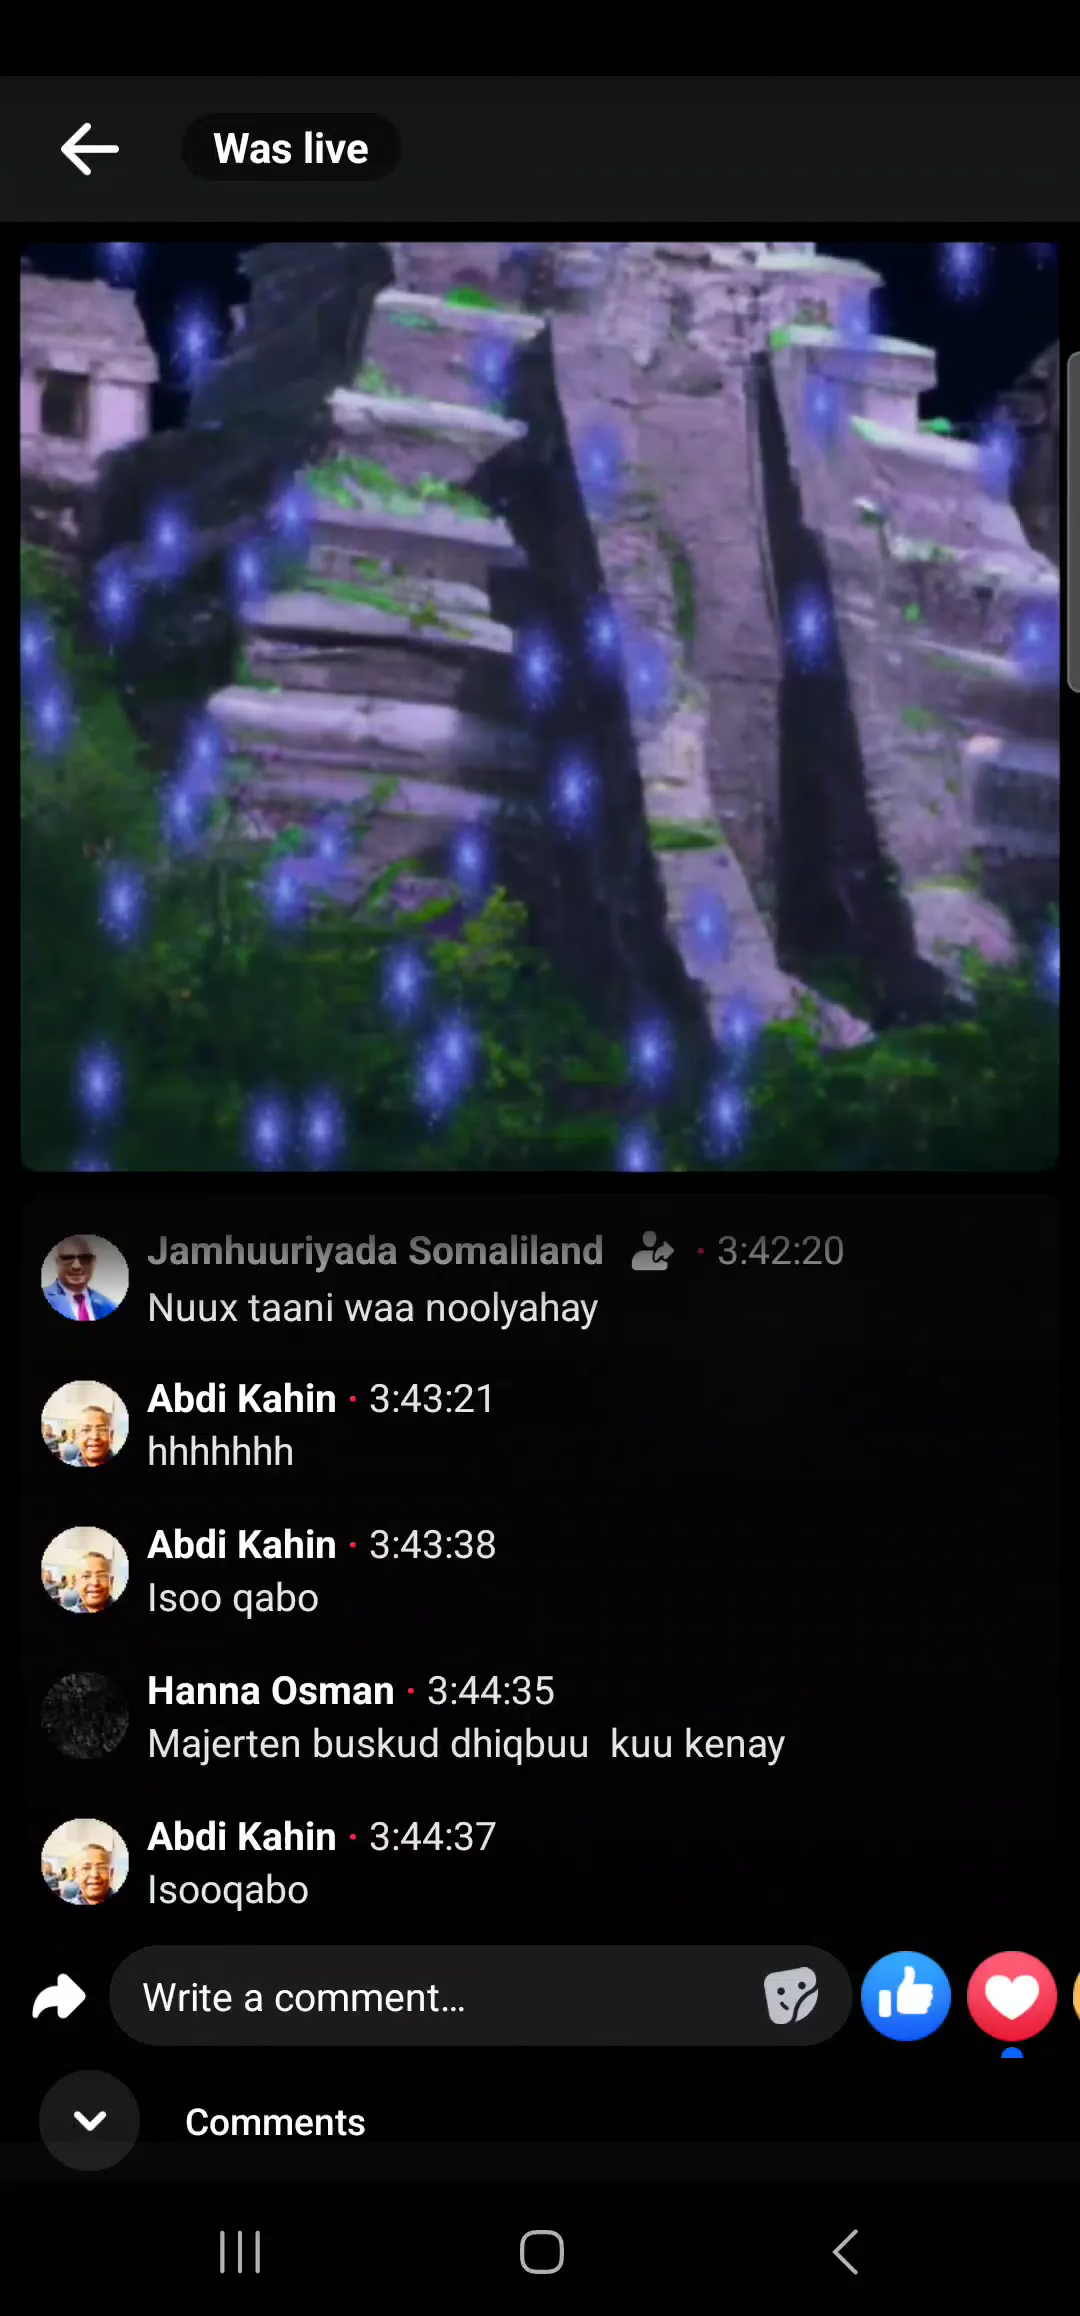 Was live
Jamhuuriyada Somaliland · 3:42:20
Nuux taani waa noolyahay
Abdi Kahin · 3:43:21
hhhhhhh
Abdi Kahin · 3:43:38
Isoo qabo
Hanna Osman · 3:44:35
Majerten buskud dhiqbuu  kuu kenay
Abdi Kahin · 3:44:37
Isooqabo
Write a comment...
Comments